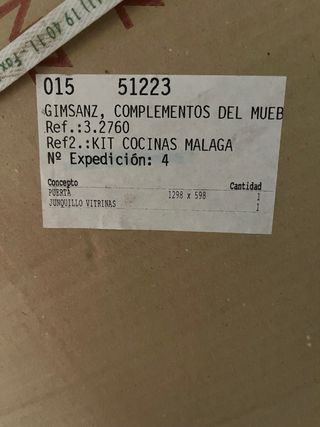 015 51223
GIMSANZ, COMPLEMENTOS DEL MUEB
Ref.:3.2760
Ref2.:KIT COCINAS MALAGA
Nº Expedición: 4
Concepto Cantidad
PUERTA 1298 x 598 1
JUNQUILLO VITRINAS 1